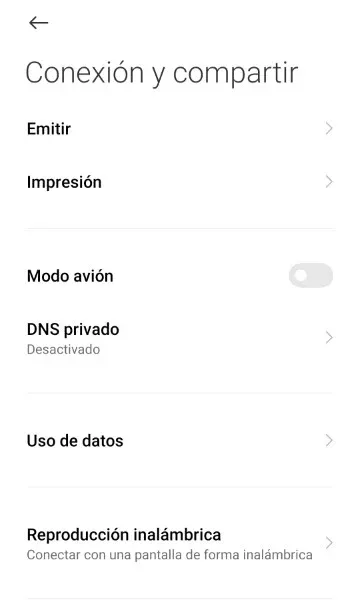 Conexión y compartir
Emitir
Impresión
Modo avión
DNS privado
Desactivado
Uso de datos
Reproducción inalámbrica
Conectar con una pantalla de forma inalámbrica